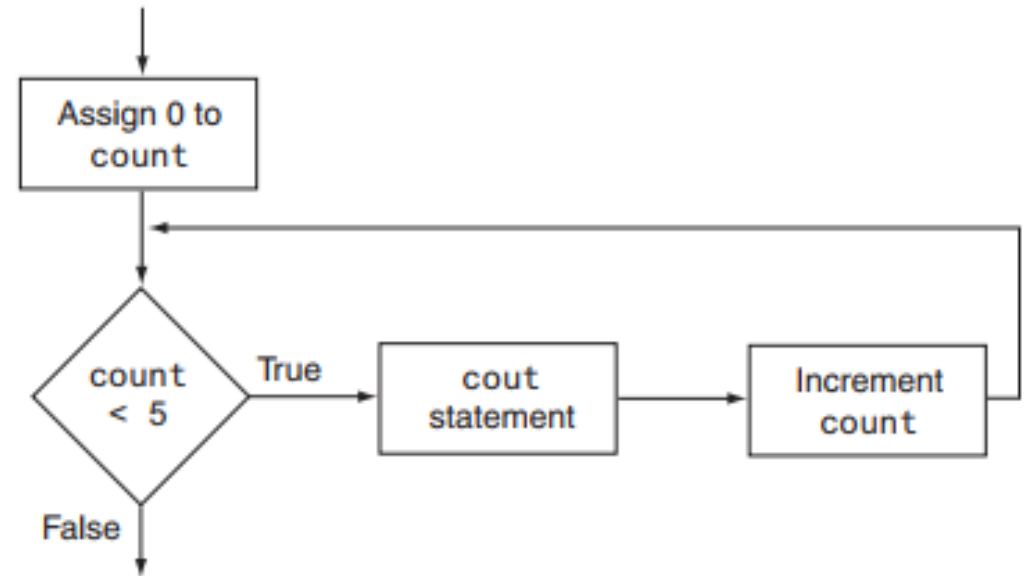 Assign 0 to
count
count
< 5
True
cout
statement
Increment
count
False